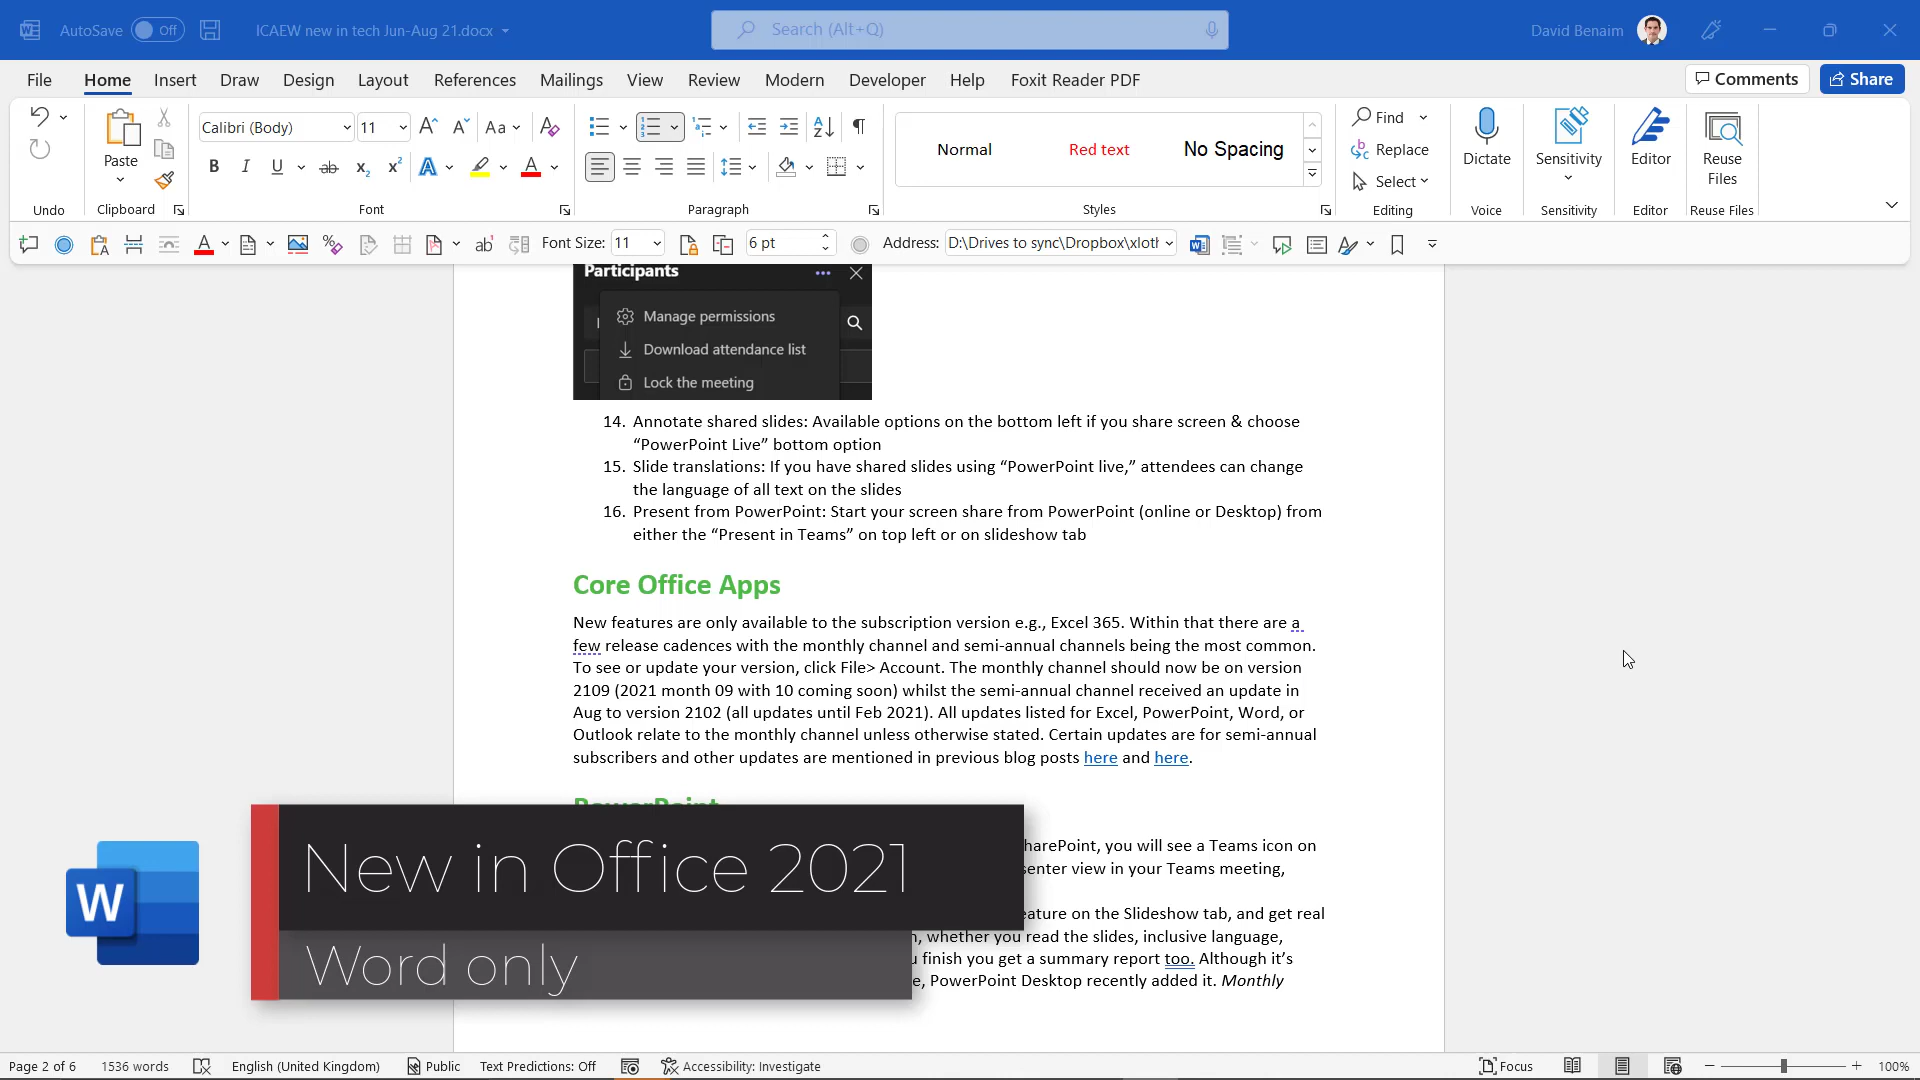 AutoSave Off ICAEW new in tech Jun-Aug 21.docx Search (Alt+Q) David Benaim
File Home Insert Draw Design Layout References Mailings View Review Modern Developer Help Foxit Reader PDF Comments Share
Calibri (Body) 11 Aa
Paste
B I U ab x2 x2 A A
Normal Red text No Spacing
Find
Replace
Select
Dictate Sensitivity Editor Reuse Files
Undo Clipboard Font Paragraph Styles Editing Voice Sensitivity Editor Reuse Files
Font Size: 11 6 pt Address: D:\Drives to sync\Dropbox\xloth
Participants
Manage permissions
Download attendance list
Lock the meeting
14. Annotate shared slides: Available options on the bottom left if you share screen & choose
“PowerPoint Live” bottom option
15. Slide translations: If you have shared slides using “PowerPoint live,” attendees can change
the language of all text on the slides
16. Present from PowerPoint: Start your screen share from PowerPoint (online or Desktop) from
either the “Present in Teams” on top left or on slideshow tab
Core Office Apps
New features are only available to the subscription version e.g., Excel 365. Within that there are a
few release cadences with the monthly channel and semi-annual channels being the most common.
To see or update your version, click File> Account. The monthly channel should now be on version
2109 (2021 month 09 with 10 coming soon) whilst the semi-annual channel received an update in
Aug to version 2102 (all updates until Feb 2021). All updates listed for Excel, PowerPoint, Word, or
Outlook relate to the monthly channel unless otherwise stated. Certain updates are for semi-annual
subscribers and other updates are mentioned in previous blog posts here and here.
PowerPoint
harePoint, you will see a Teams icon on
enter view in your Teams meeting,
eature on the Slideshow tab, and get real
, whether you read the slides, inclusive language,
finish you get a summary report too. Although it’s
e, PowerPoint Desktop recently added it. Monthly
W
New in Office 2021
Word only
Page 2 of 6 1536 words English (United Kingdom) Public Text Predictions: Off Accessibility: Investigate Focus 100%